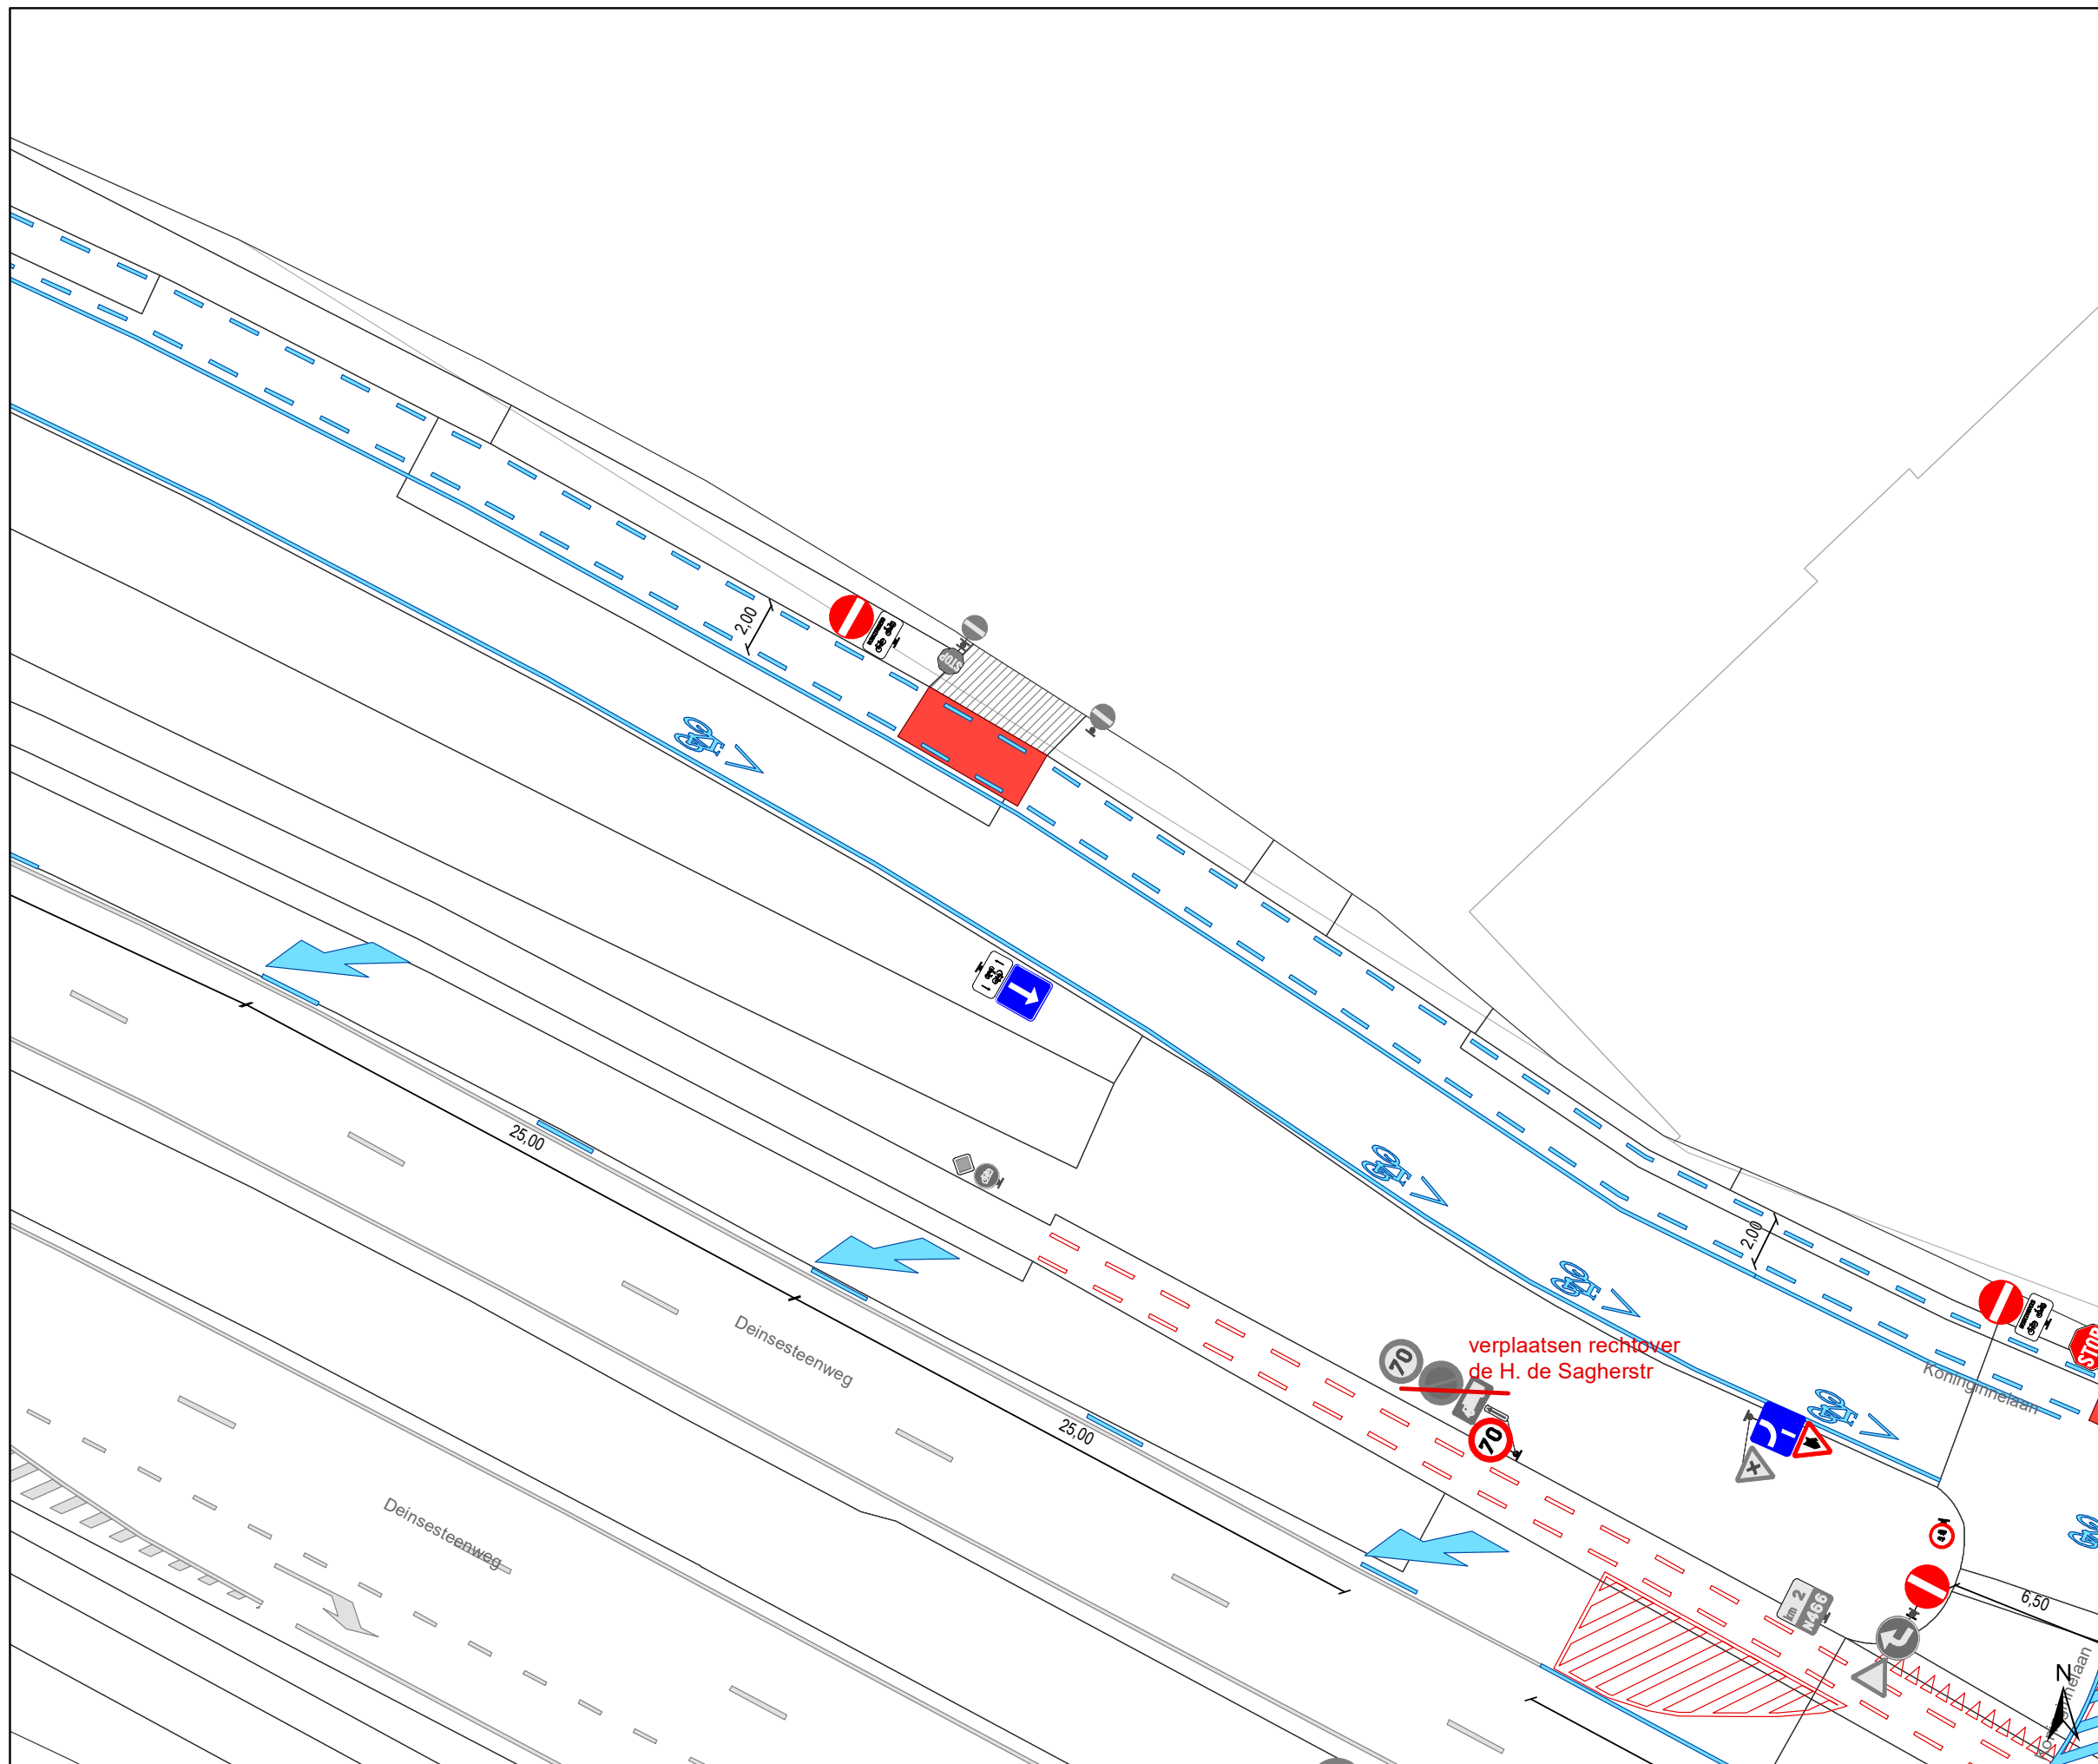 2,00
STOP
25,00
Deinsesteenweg
2,00
verplaatsen rechtover
de H. de Sagherstr
70
70
STOP
Koninginnelaan
25,00
Deinsesteenweg
km 2
N466
6,50
N